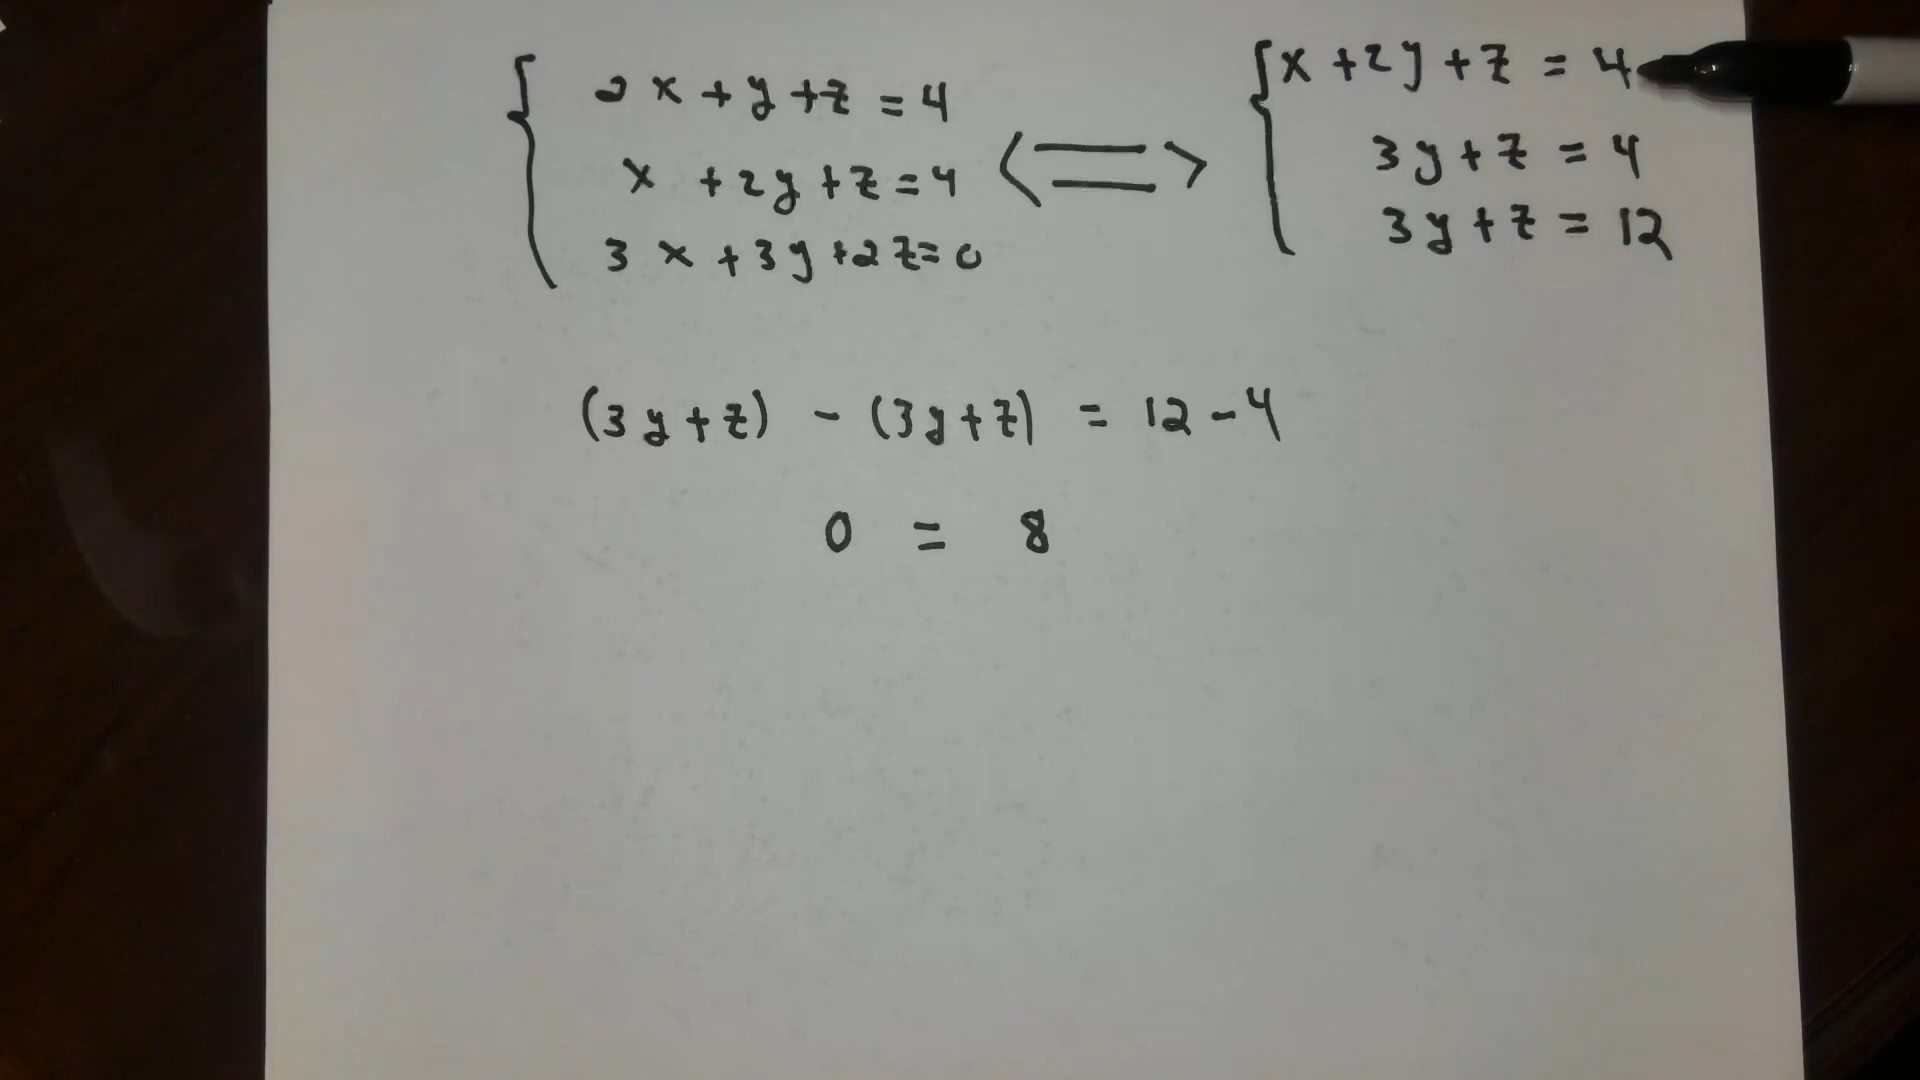 2x+y+z=4
x+2y+z=4
3x+3y+2z=0
<=>
x+2y+z=4
3y+z=4
3y+z=12
(3y+z) - (3y+z) = 12-4
0 = 8